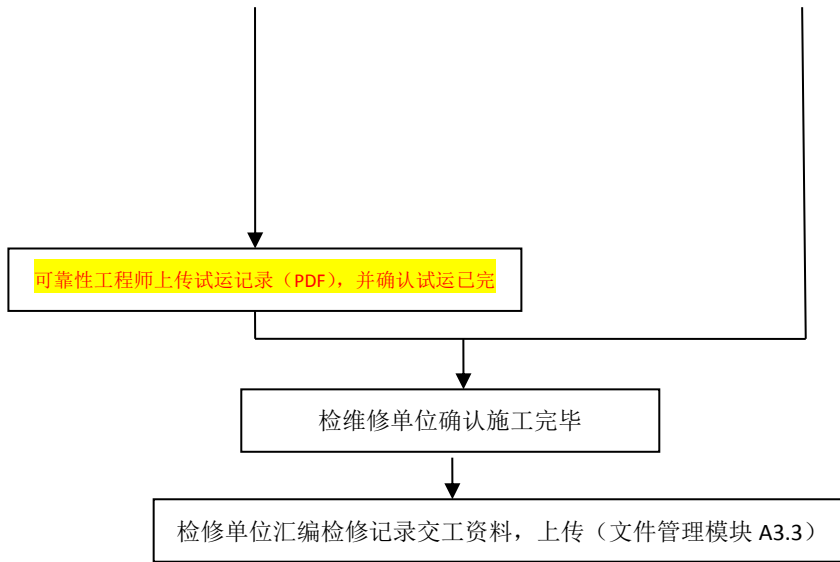 可靠性工程师上传试运记录（PDF），并确认试运已完
检维修单位确认施工完毕
检修单位汇编检修记录交工资料，上传（文件管理模块 A3.3）